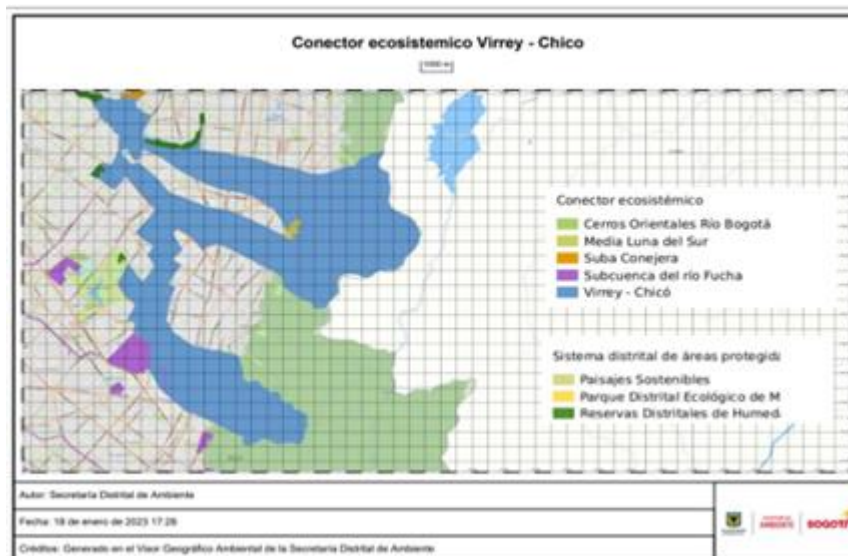 Conector ecosistemico Virrey - Chico
Conector ecosistémico
Cerros Orientales Río Bogotá
Media Luna del Sur
Suba Conejera
Subcuenca del río Fucha
Virrey - Chicó
Sistema distrital de áreas protegida
Paisajes Sostenibles
Parque Distrital Ecológico de M
Reservas Distritales de Humeda
Autor: Secretaría Distrital de Ambiente
Fecha: 18 de enero de 2023 17:26
Créditos: Generado en el Visor Geográfico Ambiental de la Secretaría Distrital de Ambiente
AMBIENTE
BOGOTÁ